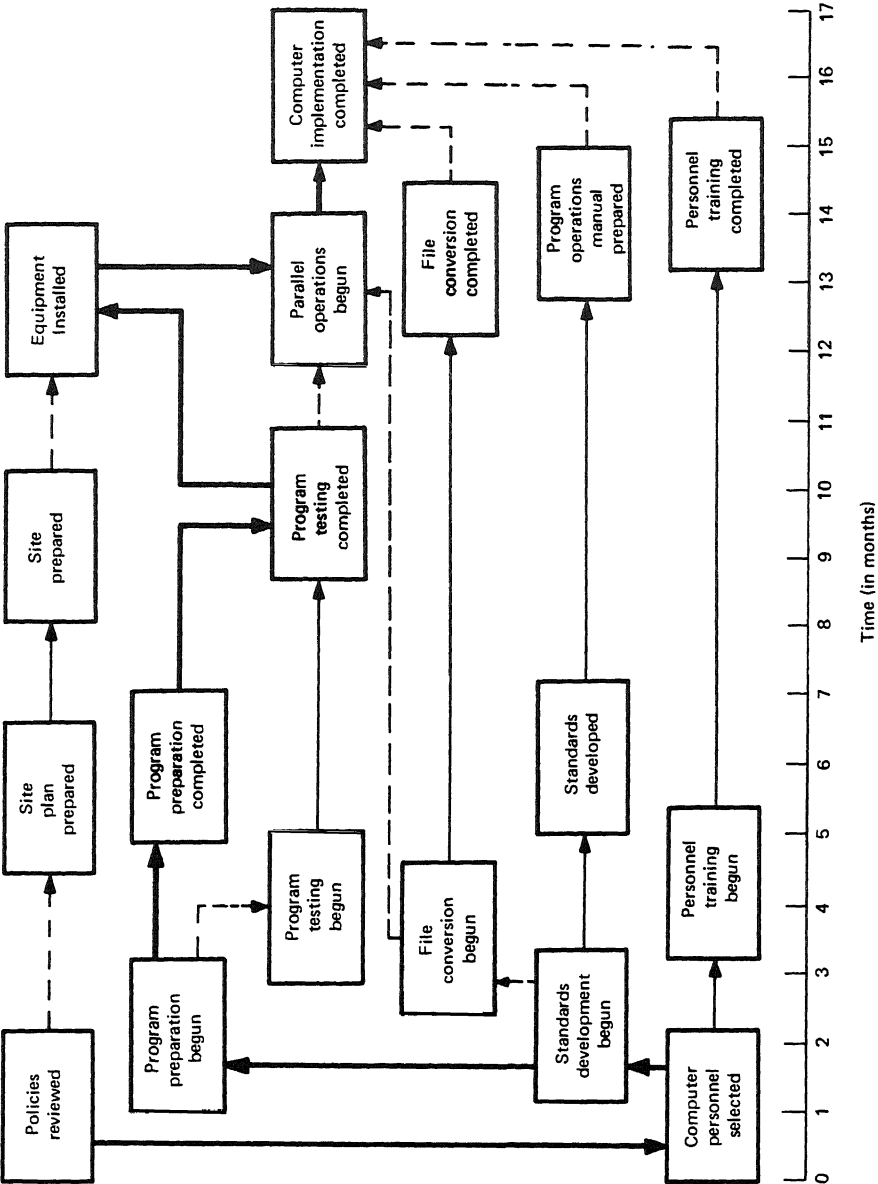 Policies
reviewed
Site
plan
prepared
Site
prepared
Equipment
Installed
Program
preparation
begun
Program
preparation
completed
Program
testing
begun
Program
testing
completed
Parallel
operations
begun
Computer
implementation
completed
File
conversion
begun
File
conversion
completed
Standards
development
begun
Standards
developed
Program
operations
manual
prepared
Computer
personnel
selected
Personnel
training
begun
Personnel
training
completed
0 1 2 3 4 5 6 7 8 9 10 11 12 13 14 15 16 17
Time (in months)